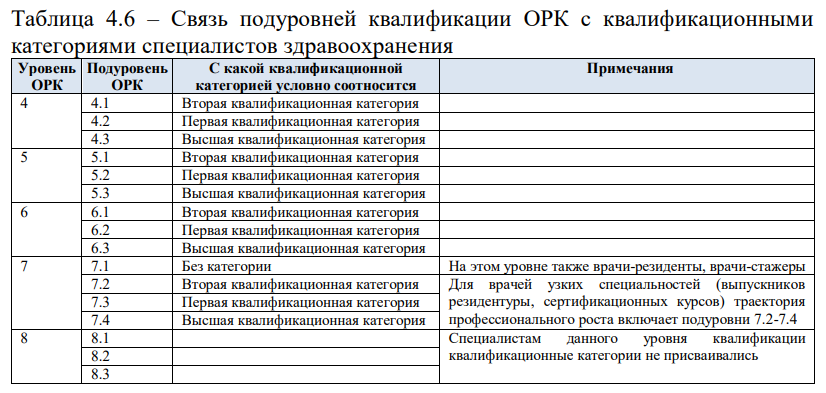 Таблица 4.6 – Связь подуровней квалификации ОРК с квалификационными
категориями специалистов здравоохранения
Уровень ОРК Подуровень ОРК С какой квалификационной категорией условно соотносится Примечания
4 4.1 Вторая квалификационная категория
4.2 Первая квалификационная категория
4.3 Высшая квалификационная категория
5 5.1 Вторая квалификационная категория
5.2 Первая квалификационная категория
5.3 Высшая квалификационная категория
6 6.1 Вторая квалификационная категория
6.2 Первая квалификационная категория
6.3 Высшая квалификационная категория
7 7.1 Без категории На этом уровне также врачи-резиденты, врачи-стажеры
7.2 Вторая квалификационная категория Для врачей узких специальностей (выпускников
7.3 Первая квалификационная категория резидентуры, сертификационных курсов) траектория
7.4 Высшая квалификационная категория профессионального роста включает подуровни 7.2-7.4
8 8.1 Специалистам данного уровня квалификации
8.2 квалификационные категории не присваивались
8.3